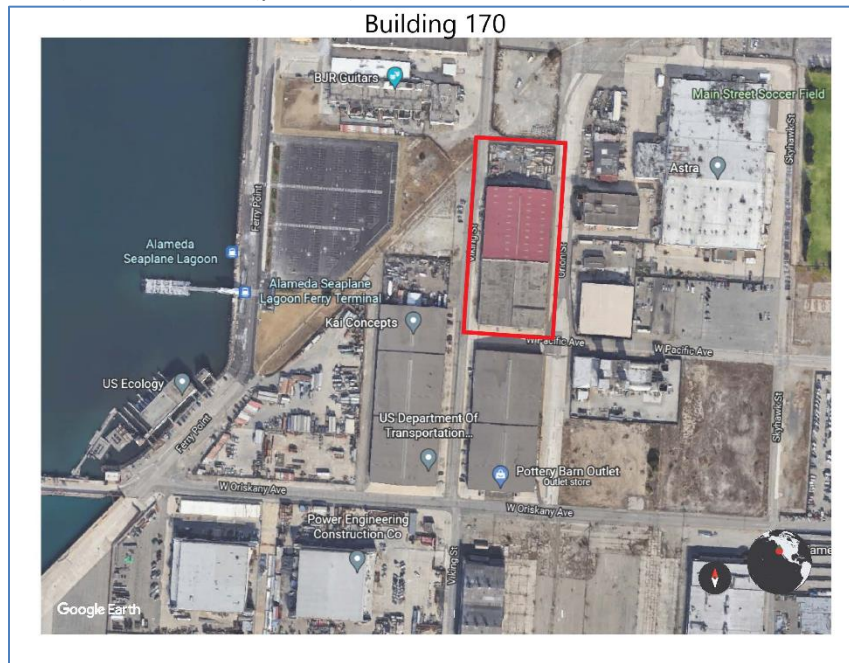 Building 170
BJR Guitars
Main Street Soccer Field
Skyhawk St
Astra
Ferry Point
Viking St
Union St
Alameda
Seaplane Lagoon
Alameda Seaplane
Lagoon Ferry Terminal
Kai Concepts
W Pacific Ave
W Pacific Ave
US Ecology
Skyhawk St
Ferry Point
US Department Of
Transportation...
Pottery Barn Outlet
Outlet store
W Oriskany Ave
W Oriskany Ave
Power Engineering
Construction Co
Viking St
Google Earth